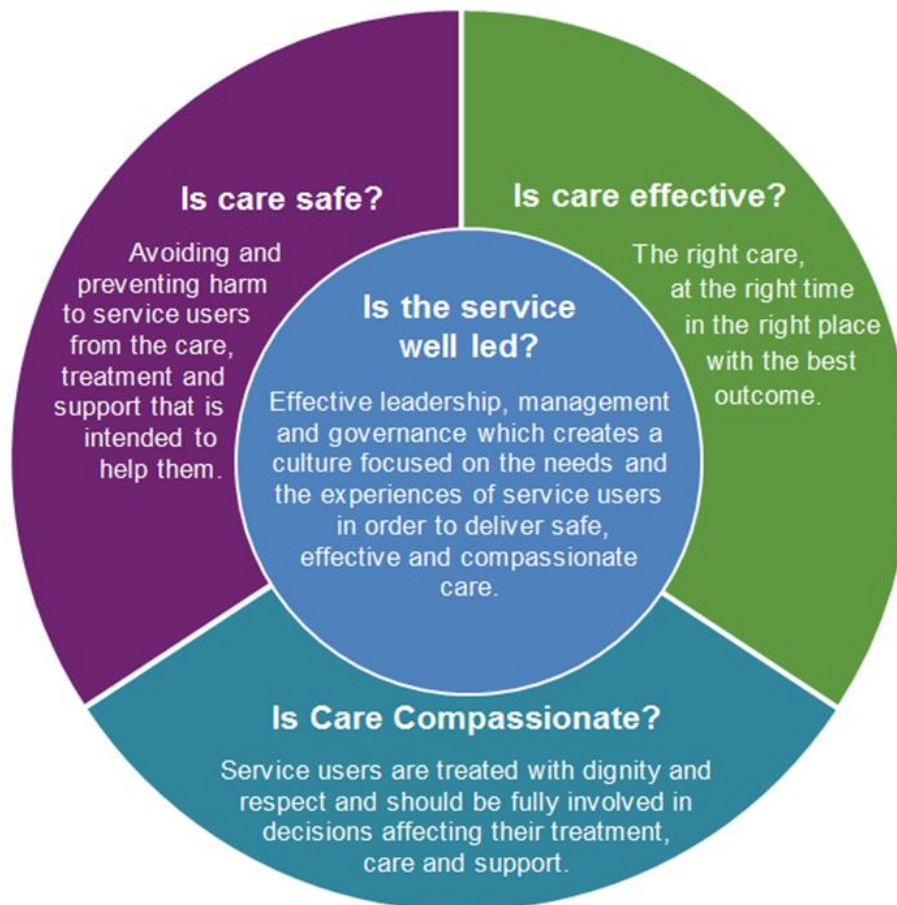 Is care safe?
Avoiding and
preventing harm
to service users
from the care,
treatment and
support that is
intended to
help them.
Is care effective?
The right care,
at the right time
in the right place
with the best
outcome.
Is the service
well led?
Effective leadership, management
and governance which creates a
culture focused on the needs and
the experiences of service users
in order to deliver safe,
effective and compassionate
care.
Is Care Compassionate?
Service users are treated with dignity and
respect and should be fully involved in
decisions affecting their treatment,
care and support.